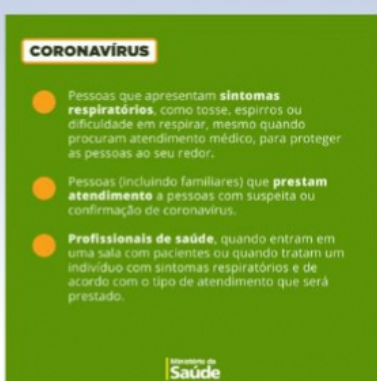 CORONAVÍRUS
Pessoas que apresentam sintomas
respiratórios, como tosse, espirros ou
dificuldade em respirar, mesmo quando
procuram atendimento médico, para proteger
as pessoas ao seu redor.
Pessoas (incluindo familiares) que prestam
atendimento a pessoas com suspeita ou
confirmação de coronavírus.
Profissionais de saúde, quando entram em
uma sala com pacientes ou quando tratam um
indivíduo com sintomas respiratórios e de
acordo com o tipo de atendimento que será
prestado.
Ministério da
Saúde